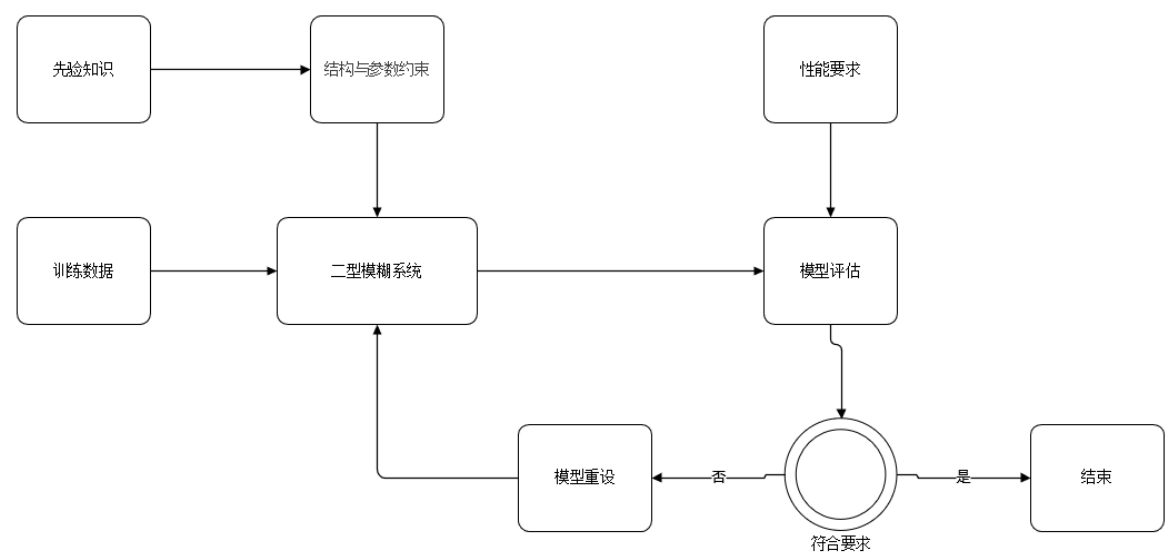 先验知识
结构与参数约束
性能要求
训练数据
二型模糊系统
模型评估
模型重设
否
是
结束
符合要求